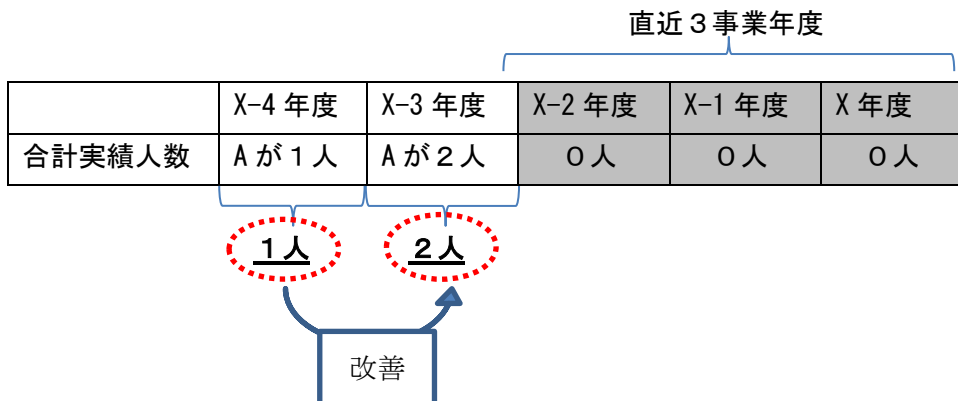 直近３事業年度
X-4 年度 X-3 年度 X-2 年度 X-1 年度 X 年度
合計実績人数 A が１人 A が２人 ０人 ０人 ０人
１人 ２人
改善